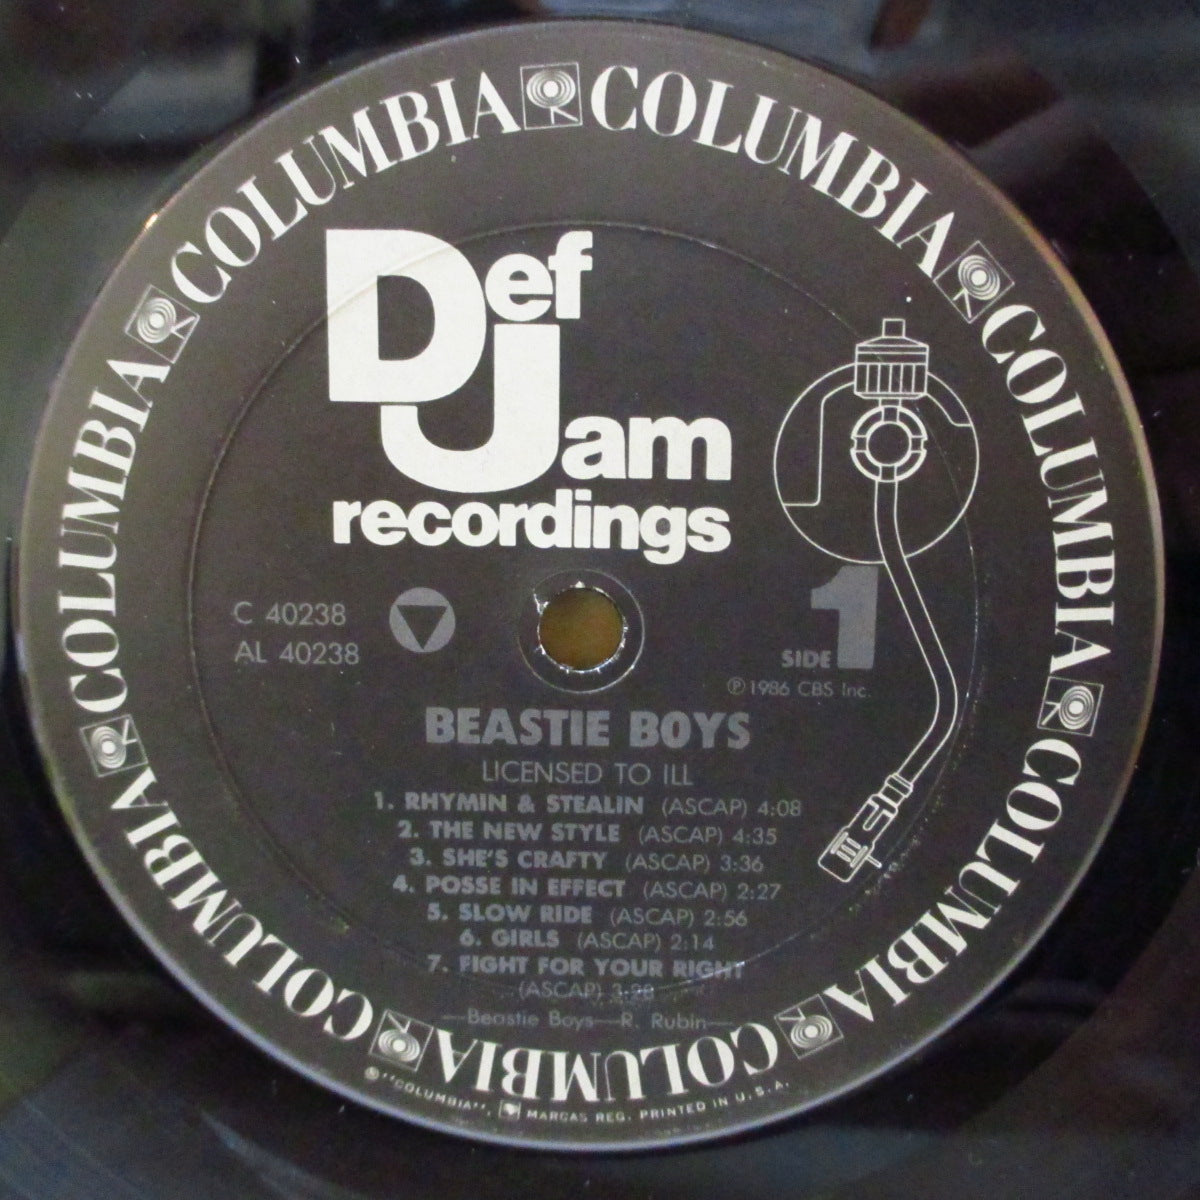 COLUMBIA COLUMBIA COLUMBIA COLUMBIA COLUMBIA COLUMBIA COLUMBIA COLUMBIA
Def
Jam
recordings
C 40238
AL 40238
SIDE 1
℗ 1986 CBS Inc.
BEASTIE BOYS
LICENSED TO ILL
1. RHYMIN & STEALIN (ASCAP) 4:08
2. THE NEW STYLE (ASCAP) 4:35
3. SHE'S CRAFTY (ASCAP) 3:36
4. POSSE IN EFFECT (ASCAP) 2:27
5. SLOW RIDE (ASCAP) 2:56
6. GIRLS (ASCAP) 2:14
7. FIGHT FOR YOUR RIGHT
(ASCAP) 3:28
—Beastie Boys—R. Rubin—
"COLUMBIA", MARCAS REG. PRINTED IN U.S.A.